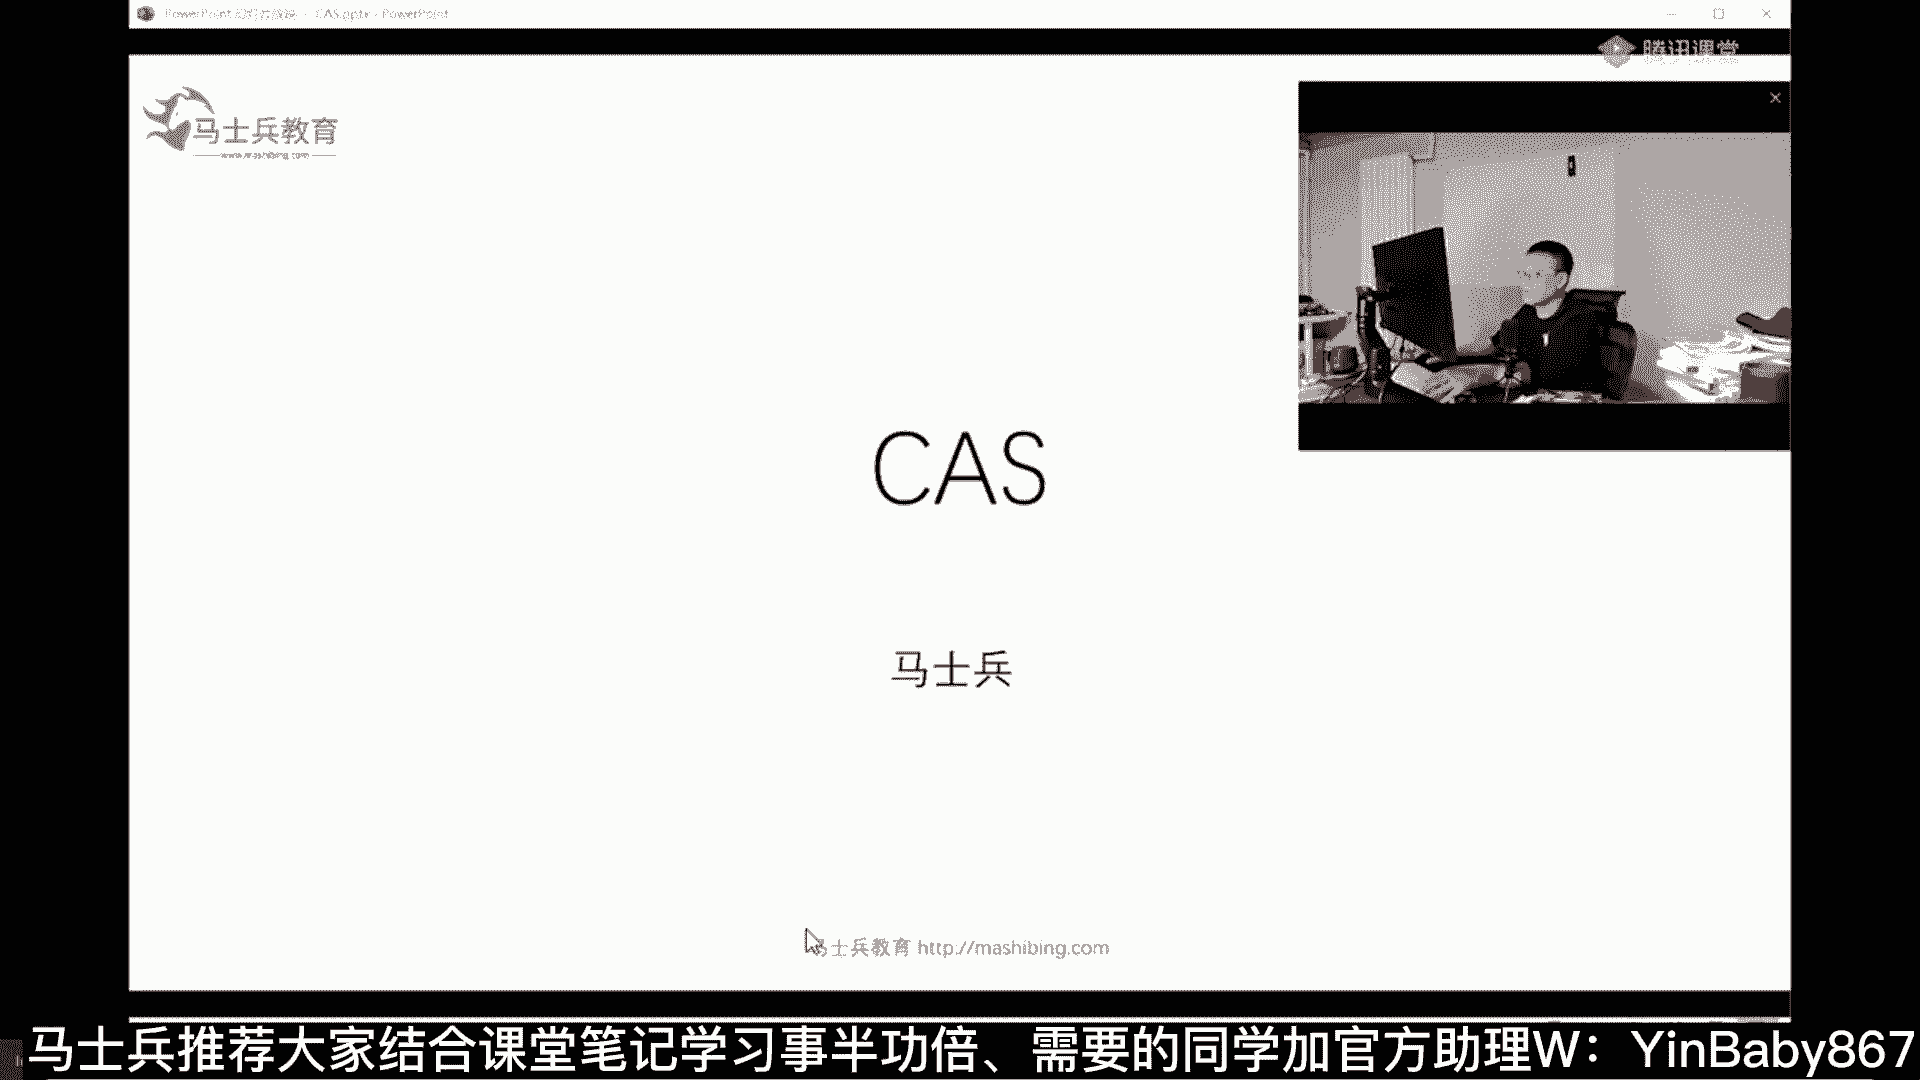 PowerPoint 幻灯片放映 - CAS.pptx - PowerPoint
腾讯课堂
马士兵教育
www.mashibing.com
CAS
马士兵
马士兵教育 http://mashibing.com
马士兵推荐大家结合课堂笔记学习事半功倍、需要的同学加官方助理W：YinBaby867